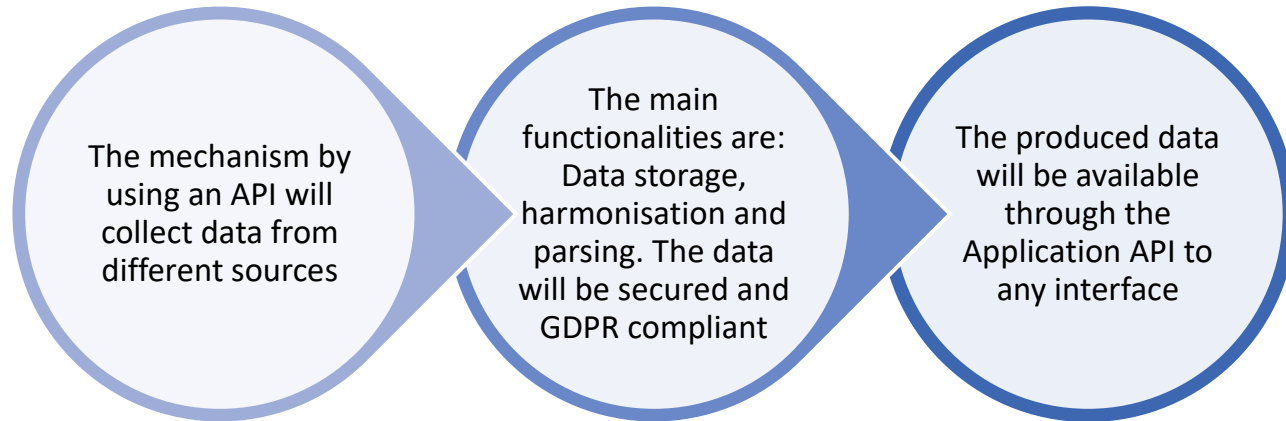 The mechanism by
using an API will
collect data from
different sources
The main
functionalities are:
Data storage,
harmonisation and
parsing. The data
will be secured and
GDPR compliant
The produced data
will be available
through the
Application API to
any interface